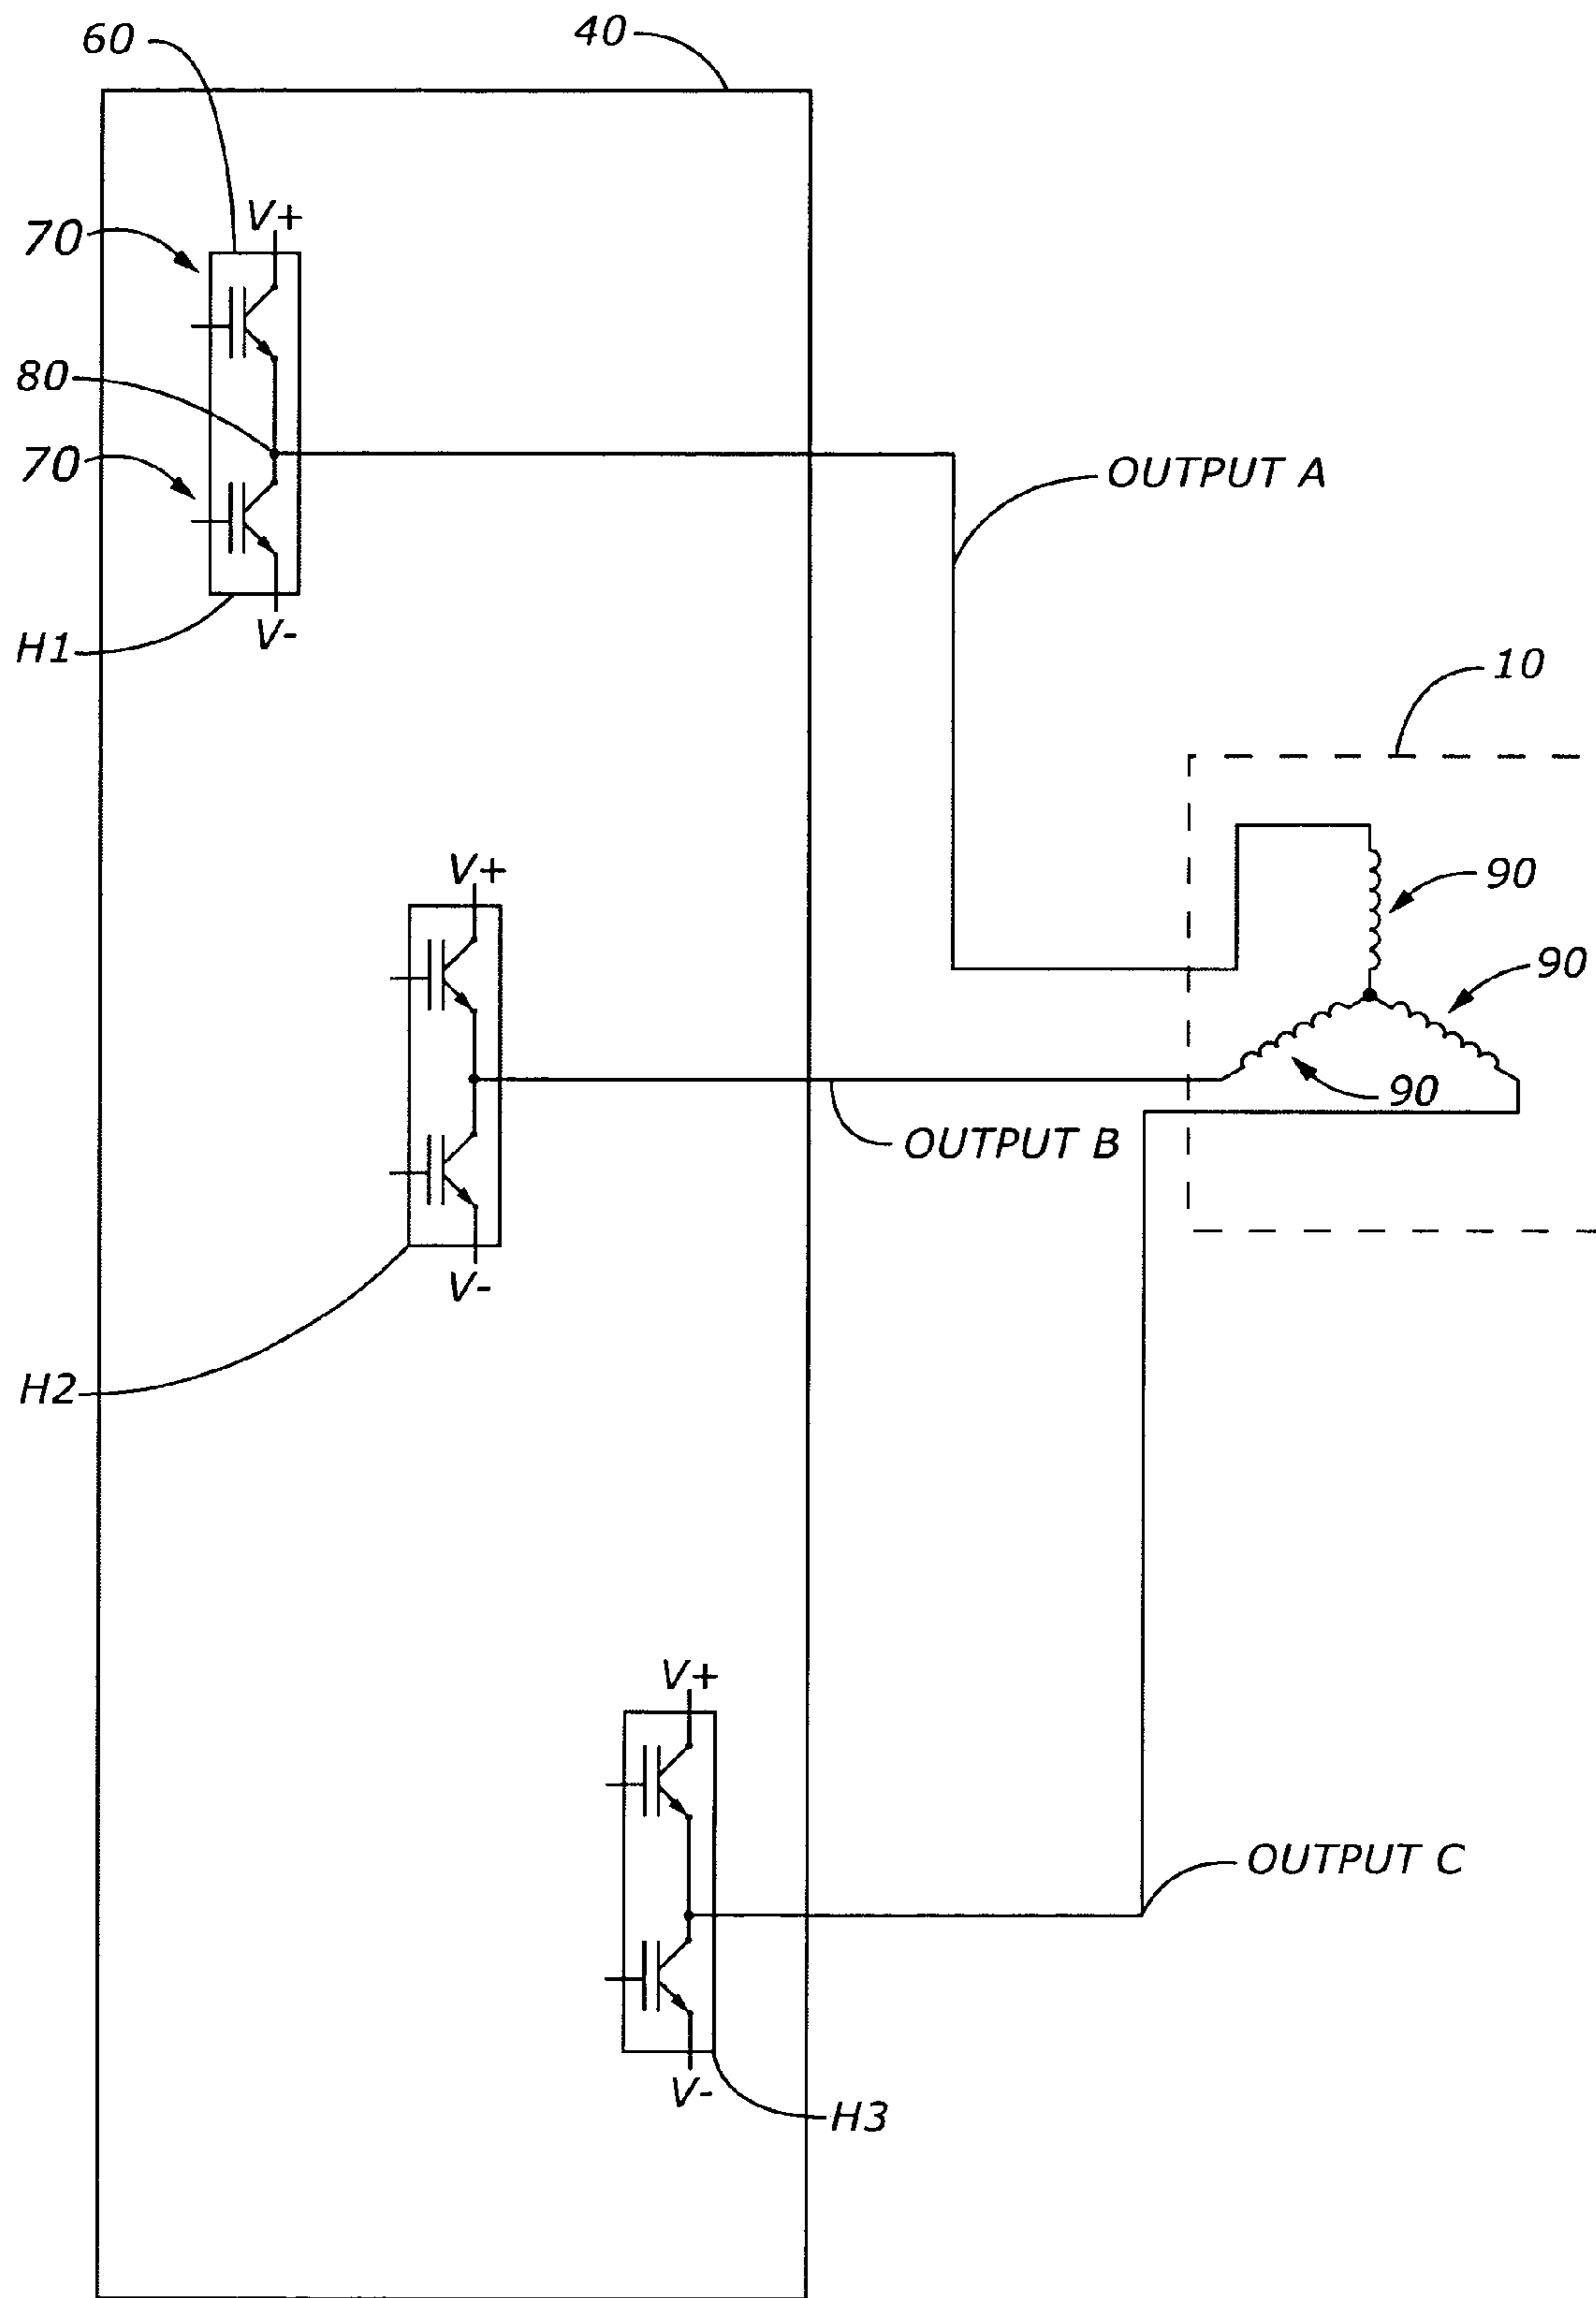 60
40
V+
70
80
70
OUTPUT A
H1
V-
10
V+
90
90
90
OUTPUT B
V-
H2
V+
OUTPUT C
V-
H3